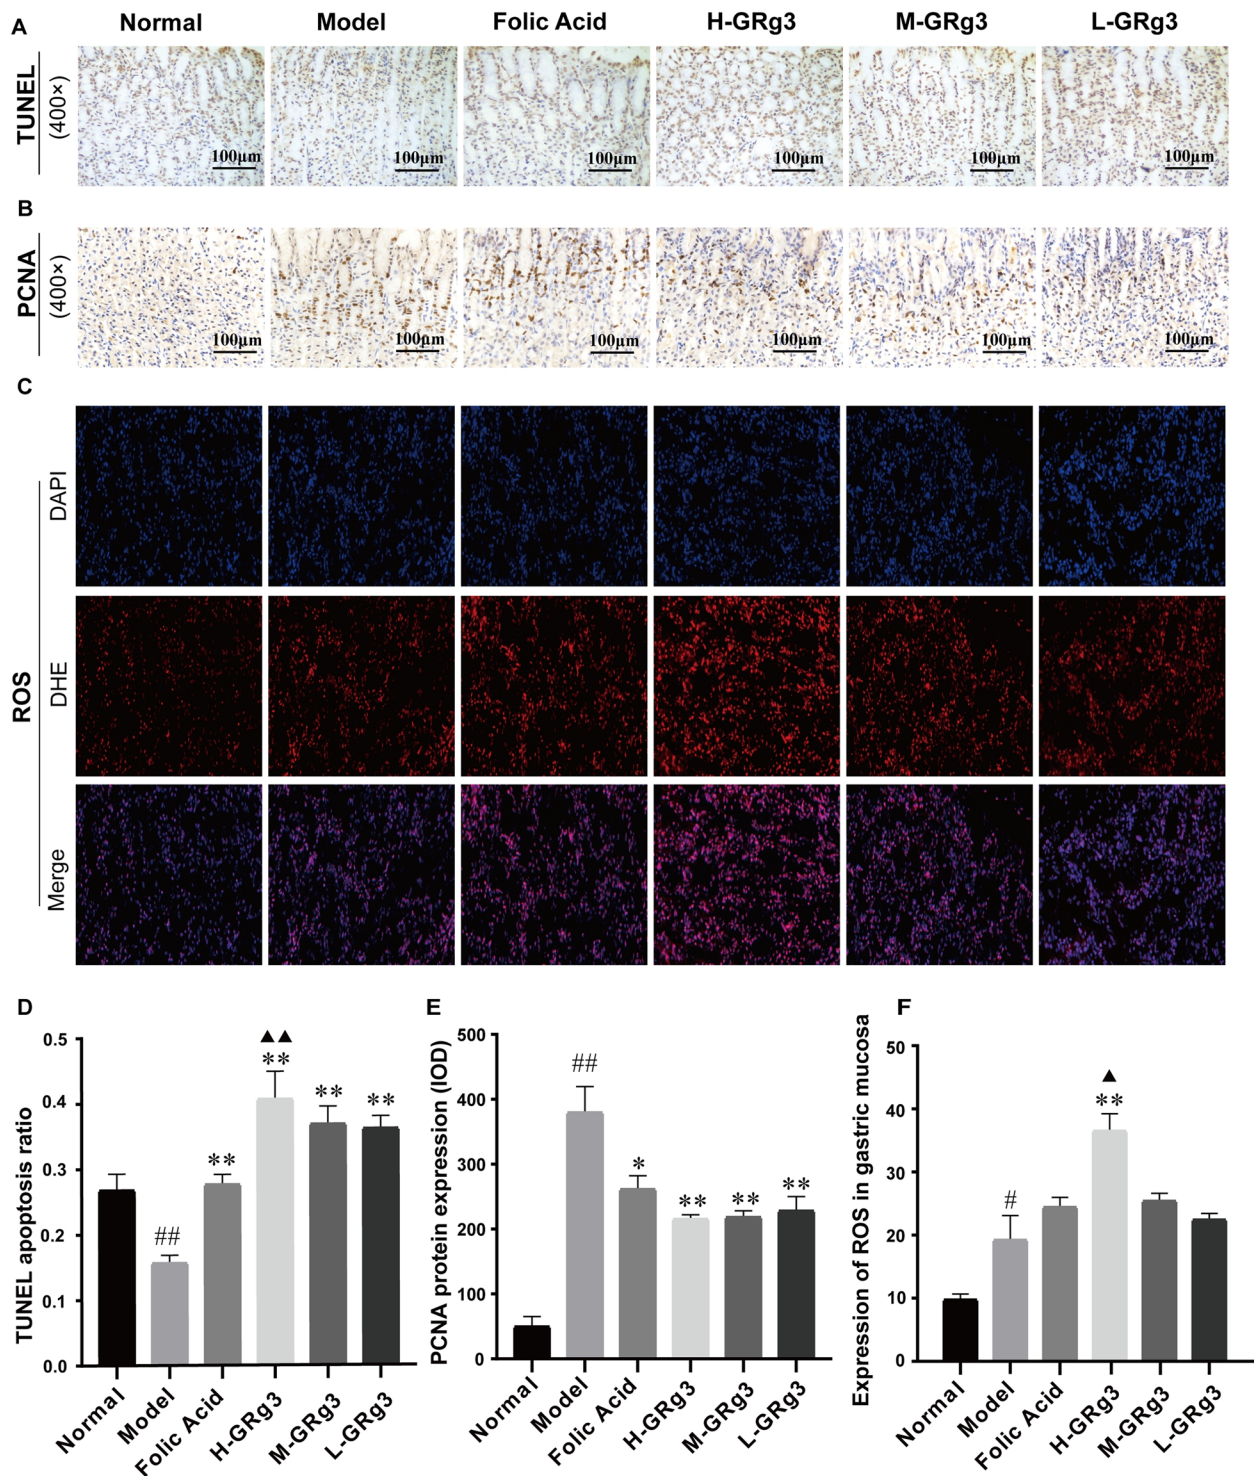 A
Normal
Model
Folic Acid
H-GRg3
M-GRg3
L-GRg3
TUNEL
(400×)
100μm
100μm
100μm
100μm
100μm
100μm
B
PCNA
(400×)
100μm
100μm
100μm
100μm
100μm
100μm
C
ROS
DAPI
DHE
Merge
D
TUNEL apoptosis ratio
0.5
0.4
0.3
0.2
0.1
0.0
##
**
▲▲
**
**
**
Normal
Model
Folic Acid
H-GRg3
M-GRg3
L-GRg3
E
PCNA protein expression (IOD)
500
400
300
200
100
0
##
*
**
**
**
Normal
Model
Folic Acid
H-GRg3
M-GRg3
L-GRg3
F
Expression of ROS in gastric mucosa
50
40
30
20
10
0
#
▲
**
Normal
Model
Folic Acid
H-GRg3
M-GRg3
L-GRg3